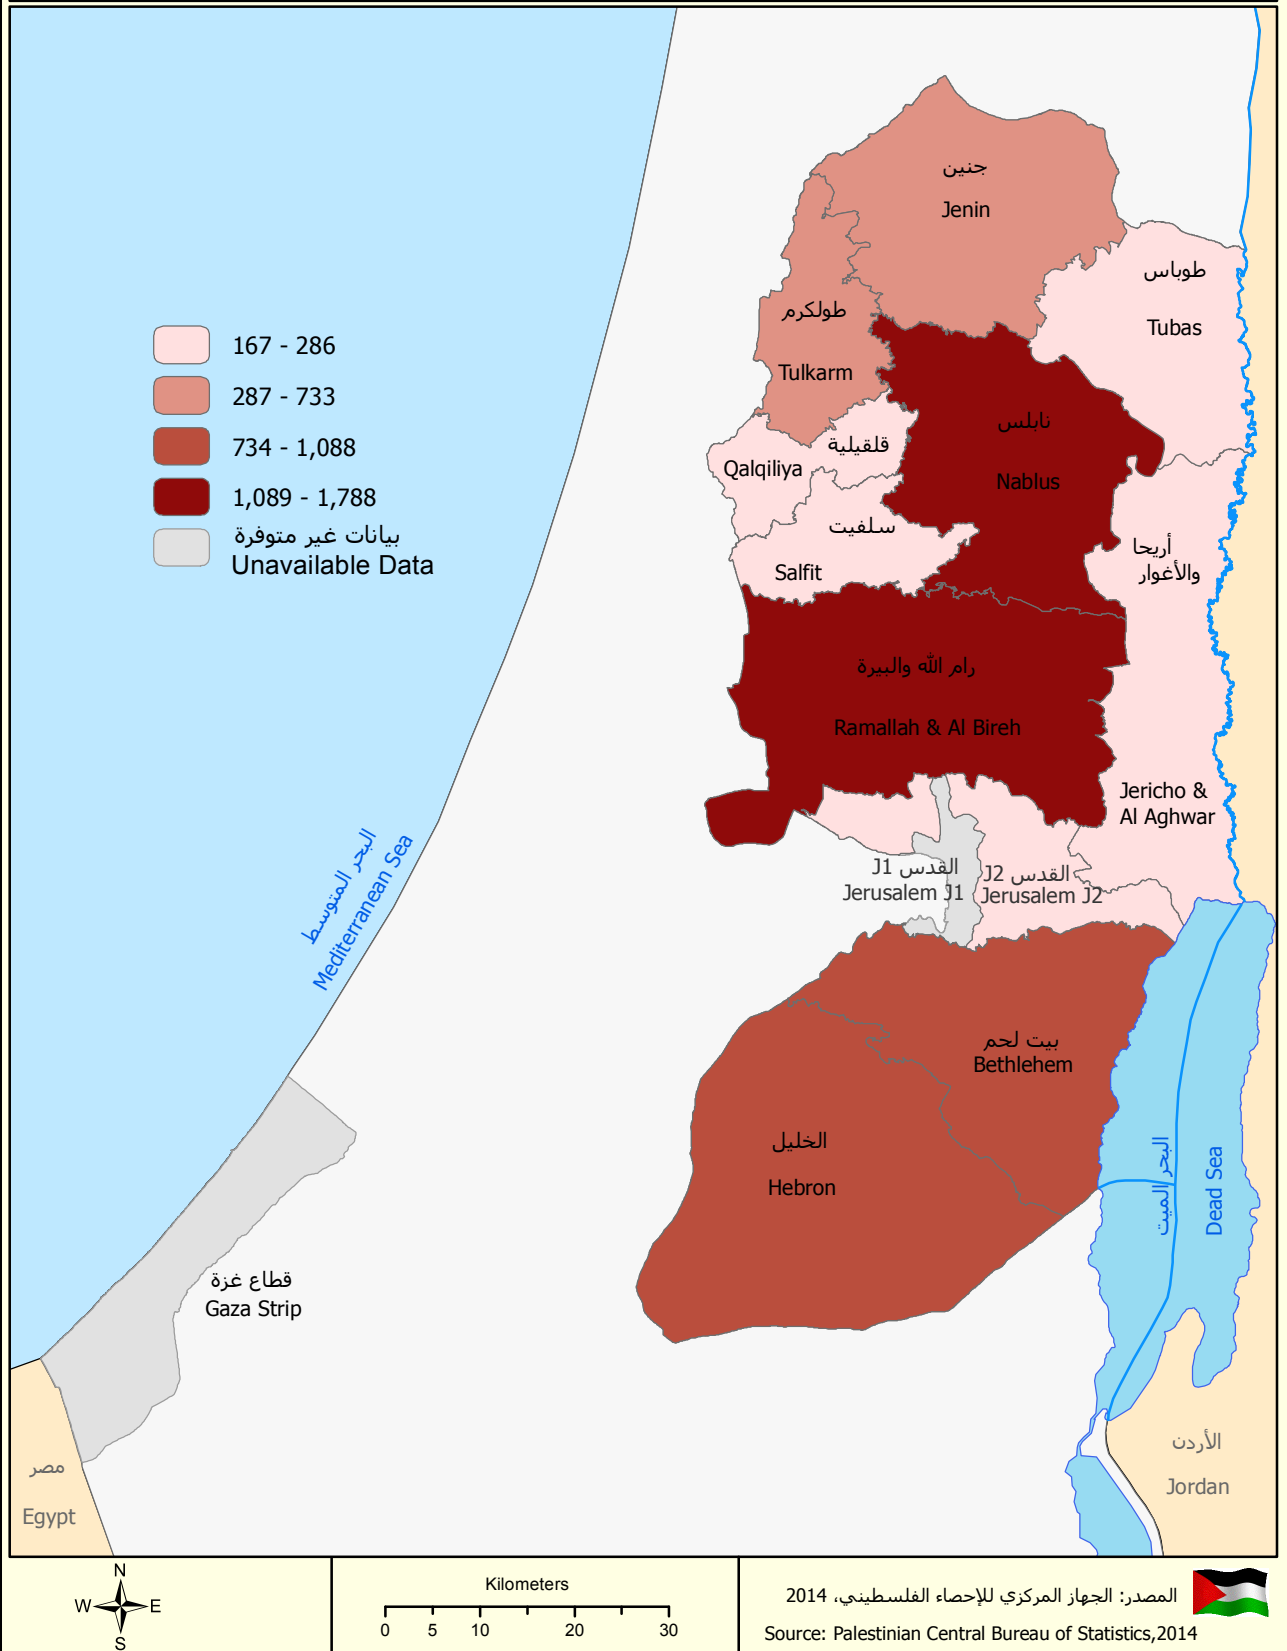 جنين
Jenin
طوباس
Tubas
طولكرم
Tulkarm
167 - 286
287 - 733
734 - 1,088
1,089 - 1,788
بيانات غير متوفرة
Unavailable Data
نابلس
Nablus
قلقيلية
Qalqiliya
سلفيت
Salfit
أريحا
والأغوار
Jericho &
Al Aghwar
رام الله والبيرة
Ramallah & Al Bireh
القدس J1
Jerusalem J1
القدس J2
Jerusalem J2
البحر المتوسط
Mediterranean Sea
بيت لحم
Bethlehem
الخليل
Hebron
البحر الميت
Dead Sea
قطاع غزة
Gaza Strip
مصر
Egypt
الأردن
Jordan
N
W E
S
Kilometers
0 5 10 20 30
المصدر: الجهاز المركزي للإحصاء الفلسطيني، 2014
Source: Palestinian Central Bureau of Statistics,2014